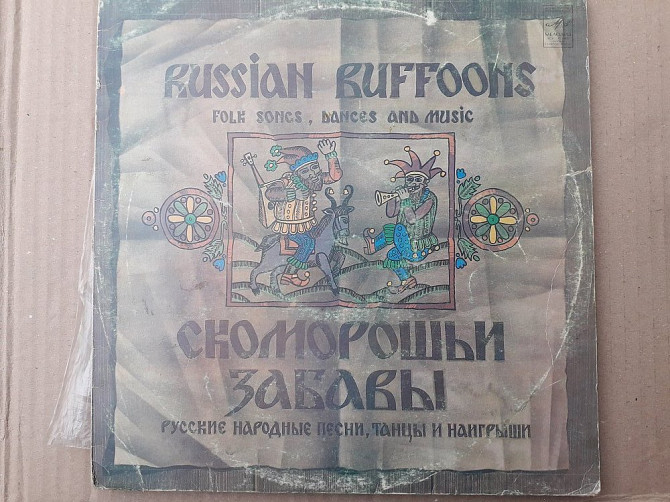 RUSSIAN BUFFOONS
FOLK SONGS, DANCES AND MUSIC
СКОМОРОШЬИ
ЗАБАВЫ
РУССКИЕ НАРОДНЫЕ ПЕСНИ, ТАНЦЫ И НАИГРЫШИ